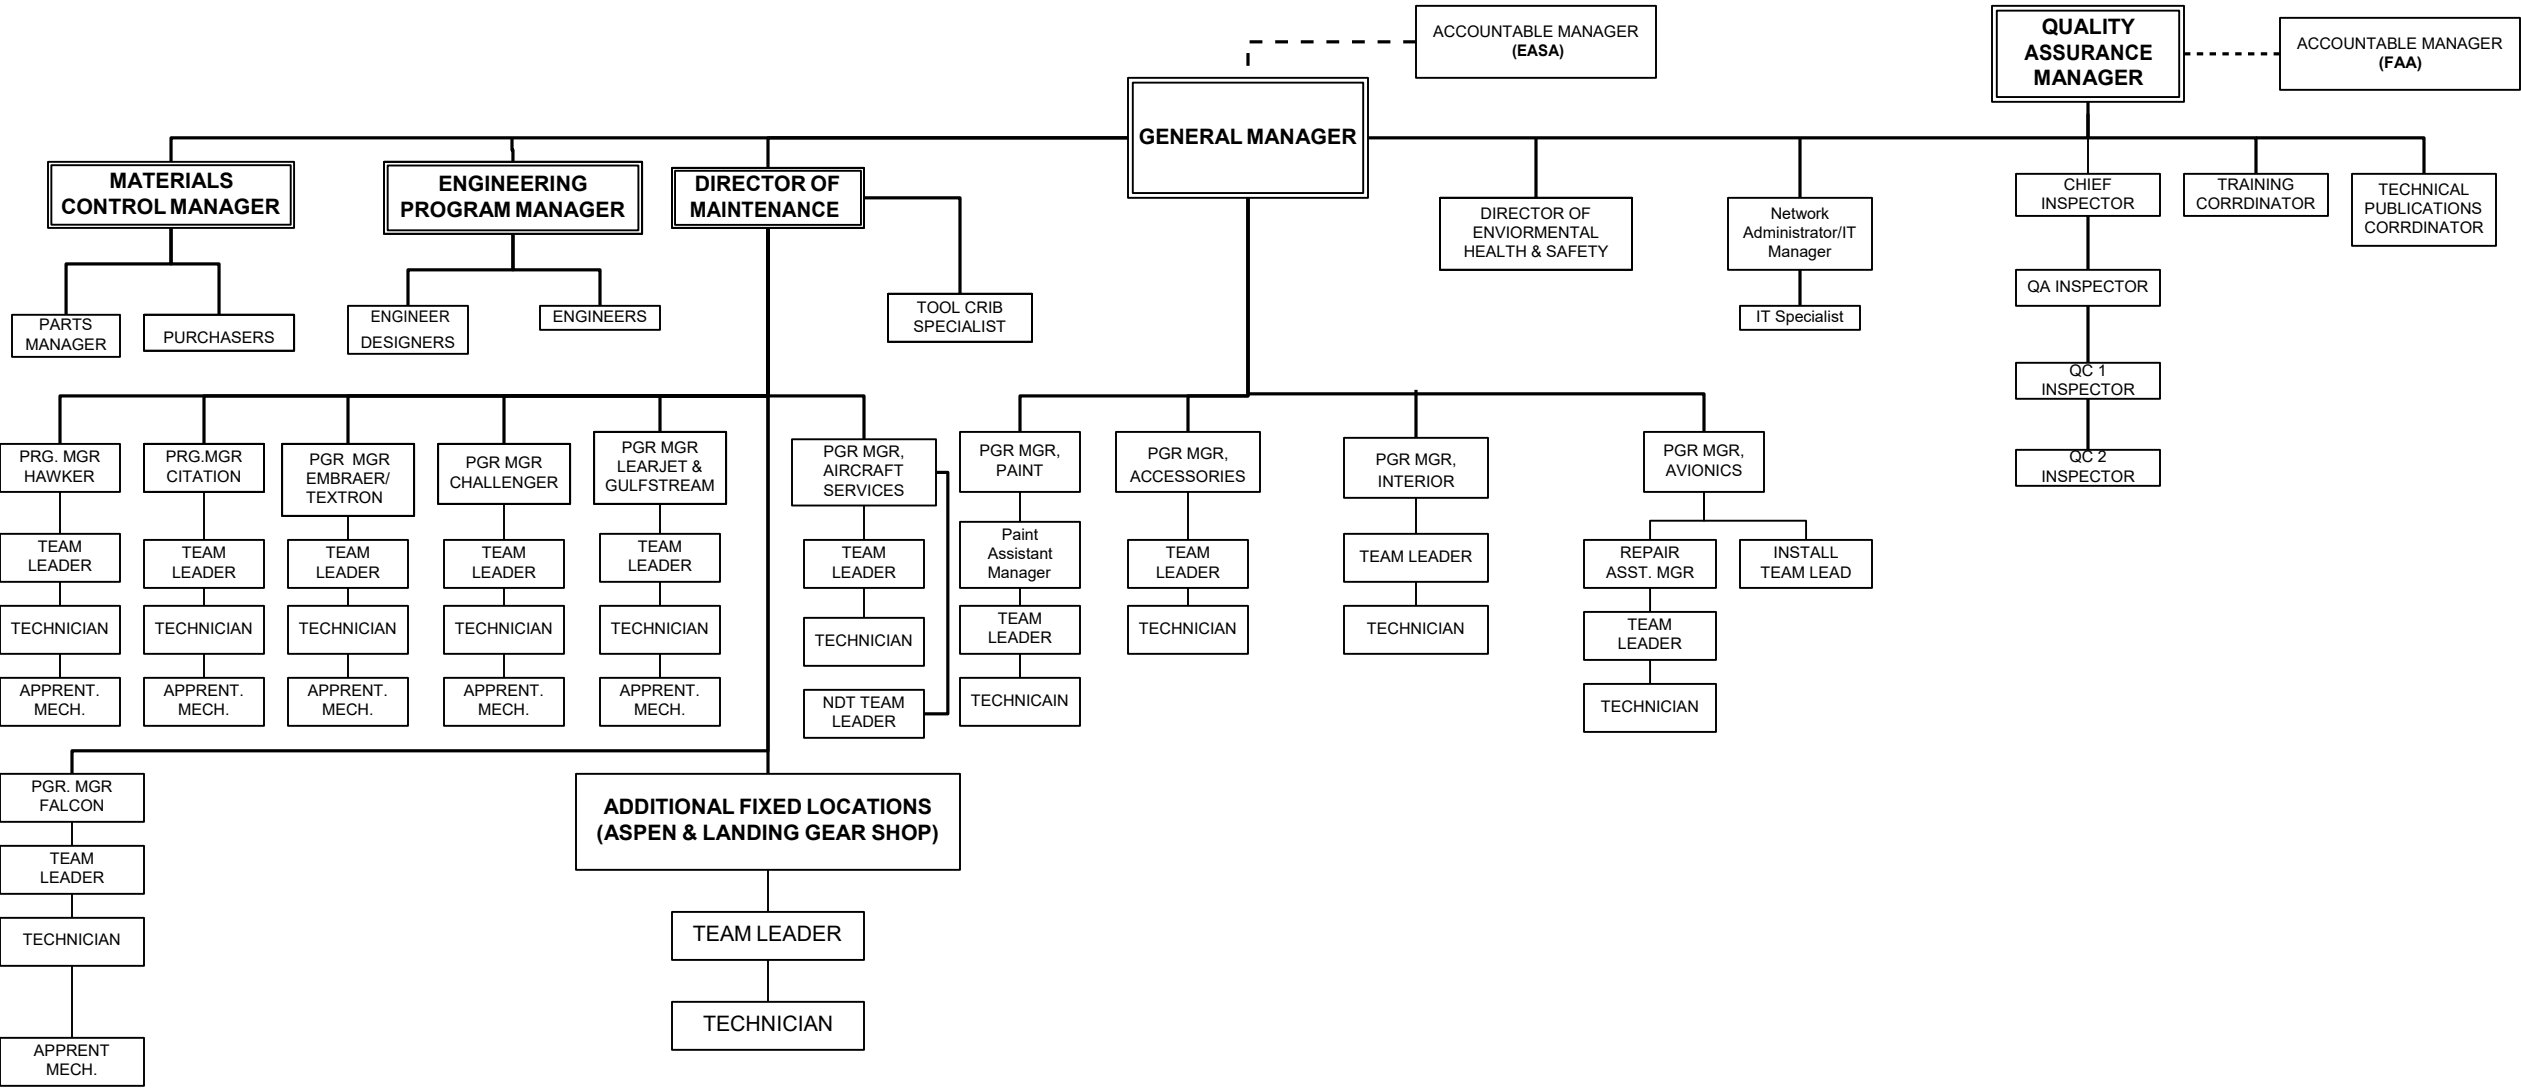 ACCOUNTABLE MANAGER
(EASA)
QUALITY
ASSURANCE
MANAGER
ACCOUNTABLE MANAGER
(FAA)
GENERAL MANAGER
MATERIALS
CONTROL MANAGER
ENGINEERING
PROGRAM MANAGER
DIRECTOR OF
MAINTENANCE
DIRECTOR OF
ENVIORMENTAL
HEALTH & SAFETY
Network
Administrator/IT
Manager
CHIEF
INSPECTOR
TRAINING
CORRDINATOR
TECHNICAL
PUBLICATIONS
CORRDINATOR
PARTS
MANAGER
PURCHASERS
ENGINEER
DESIGNERS
ENGINEERS
TOOL CRIB
SPECIALIST
IT Specialist
QA INSPECTOR
QC 1
INSPECTOR
QC 2
INSPECTOR
PRG. MGR
HAWKER
PRG.MGR
CITATION
PGR MGR
EMBRAER/
TEXTRON
PGR MGR
CHALLENGER
PGR MGR
LEARJET &
GULFSTREAM
PGR MGR,
AIRCRAFT
SERVICES
PGR MGR,
PAINT
PGR MGR,
ACCESSORIES
PGR MGR,
INTERIOR
PGR MGR,
AVIONICS
TEAM
LEADER
TEAM
LEADER
TEAM
LEADER
TEAM
LEADER
TEAM
LEADER
TEAM
LEADER
Paint
Assistant
Manager
TEAM
LEADER
TEAM LEADER
REPAIR
ASST. MGR
INSTALL
TEAM LEAD
TECHNICIAN
TECHNICIAN
TECHNICIAN
TECHNICIAN
TECHNICIAN
TECHNICIAN
TEAM
LEADER
TECHNICIAN
TECHNICIAN
TEAM
LEADER
APPRENT.
MECH.
APPRENT.
MECH.
APPRENT.
MECH.
APPRENT.
MECH.
APPRENT.
MECH.
NDT TEAM
LEADER
TECHNICAIN
TECHNICIAN
PGR. MGR
FALCON
ADDITIONAL FIXED LOCATIONS
(ASPEN & LANDING GEAR SHOP)
TEAM
LEADER
TEAM LEADER
TECHNICIAN
TECHNICIAN
APPRENT
MECH.